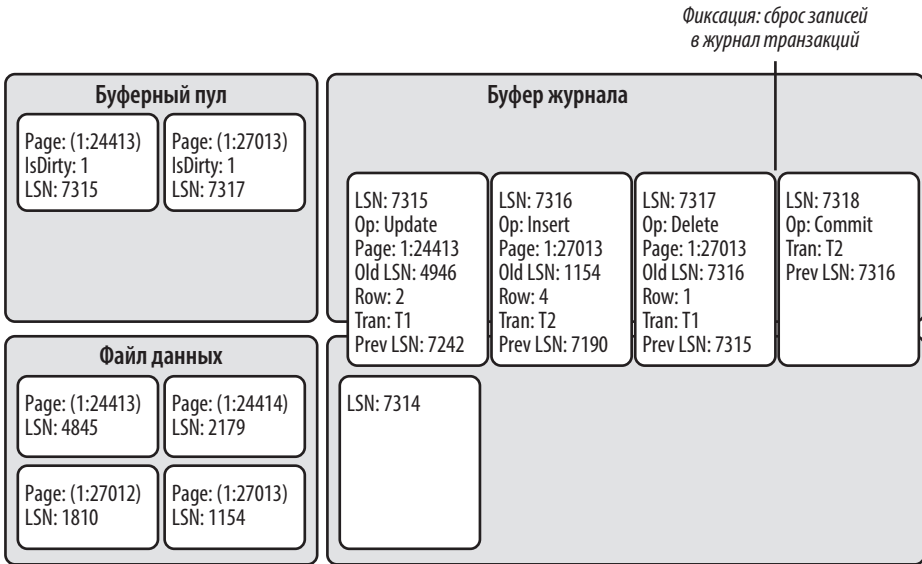 Фиксация: сброс записей
в журнал транзакций
Буферный пул
Page: (1:24413)
IsDirty: 1
LSN: 7315
Page: (1:27013)
IsDirty: 1
LSN: 7317
Буфер журнала
LSN: 7315
Op: Update
Page: 1:24413
Old LSN: 4946
Row: 2
Tran: T1
Prev LSN: 7242
LSN: 7316
Op: Insert
Page: 1:27013
Old LSN: 1154
Row: 4
Tran: T2
Prev LSN: 7190
LSN: 7317
Op: Delete
Page: 1:27013
Old LSN: 7316
Row: 1
Tran: T1
Prev LSN: 7315
LSN: 7318
Op: Commit
Tran: T2
Prev LSN: 7316
Файл данных
Page: (1:24413)
LSN: 4845
Page: (1:24414)
LSN: 2179
Page: (1:27012)
LSN: 1810
Page: (1:27013)
LSN: 1154
LSN: 7314